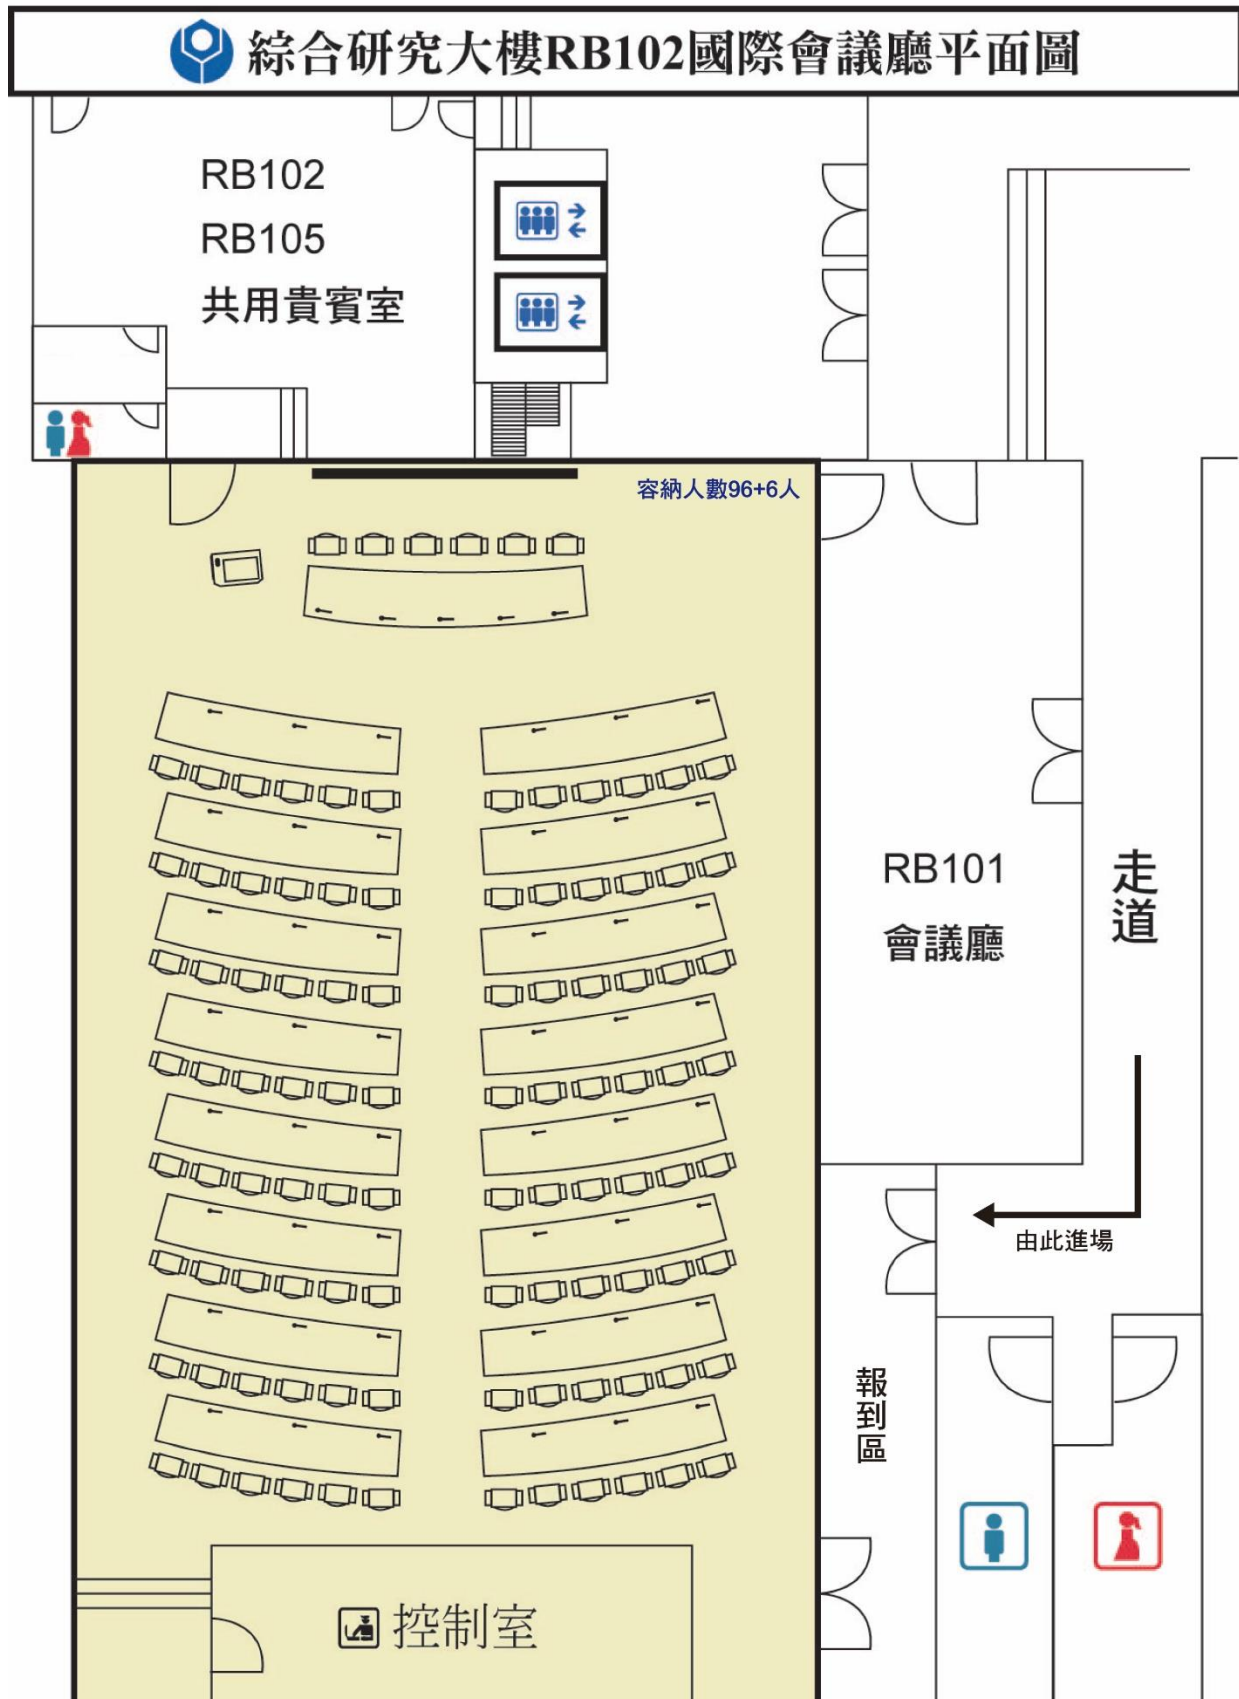 綜合研究大樓RB102國際會議廳平面圖
RB102
RB105
共用貴賓室
容納人數96+6人
RB101
會議廳
走道
由此進場
報到區
控制室